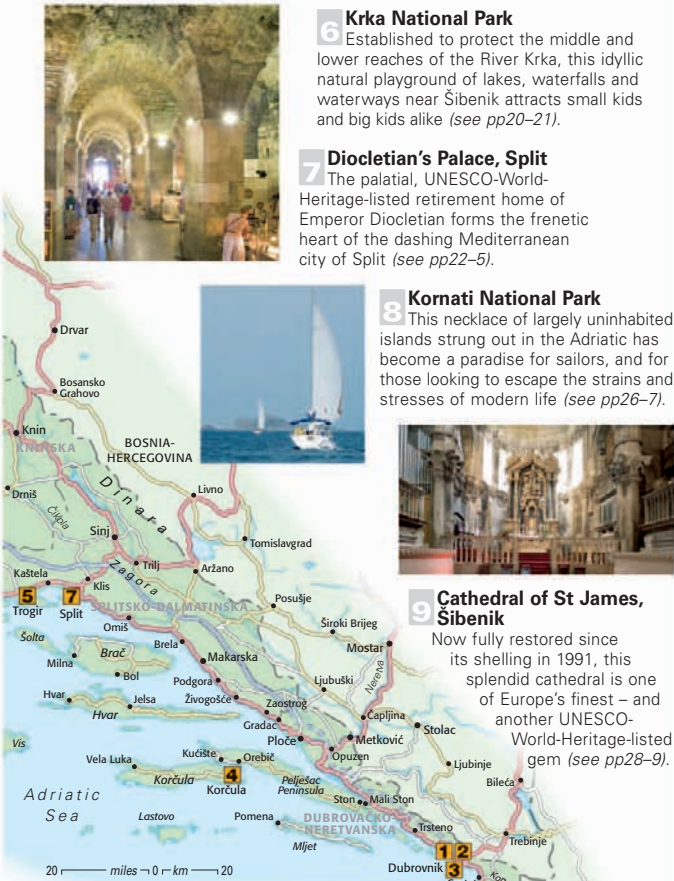 6 Krka National Park
Established to protect the middle and
lower reaches of the River Krka, this idyllic
natural playground of lakes, waterfalls and
waterways near Šibenik attracts small kids
and big kids alike (see pp20–21).
7 Diocletian's Palace, Split
The palatial, UNESCO-World-
Heritage-listed retirement home of
Emperor Diocletian forms the frenetic
heart of the dashing Mediterranean
city of Split (see pp22–5).
8 Kornati National Park
This necklace of largely uninhabited
islands strung out in the Adriatic has
become a paradise for sailors, and for
those looking to escape the strains and
stresses of modern life (see pp26–7).
9 Cathedral of St James,
Šibenik
Now fully restored since
its shelling in 1991, this
splendid cathedral is one
of Europe's finest – and
another UNESCO-
World-Heritage-listed
gem (see pp28–9).
Drvar
Bosansko
Grahovo
Knin
KNINSKA
BOSNIA-
HERCEGOVINA
Drniš
Čikola
Dinara
Livno
Sinj
Tomislavgrad
Trilj
Aržano
Zagora
Kaštela
Klis
5
7
Trogir
Split
SPLITSKO-DALMATINSKA
Posušje
Omiš
Šolta
Brač
Brela
Široki Brijeg
Mostar
Milna
Bol
Makarska
Podgora
Ljubuški
Neretva
Hvar
Jelsa
Živogošće
Zaostrog
Hvar
Gradac
Čapljina
Stolac
Vis
Ploče
Metković
Kućište
Orebić
Opuzen
Vela Luka
4
Ljubinje
Korčula
Korčula
Pelješac
Peninsula
Bileća
Adriatic
Sea
Ston
Mali Ston
Lastovo
Pomena
DUBROVAČKO-
NERETVANSKA
Trsteno
Mljet
Trebinje
1
2
Dubrovnik
3
20 miles 0 km 20